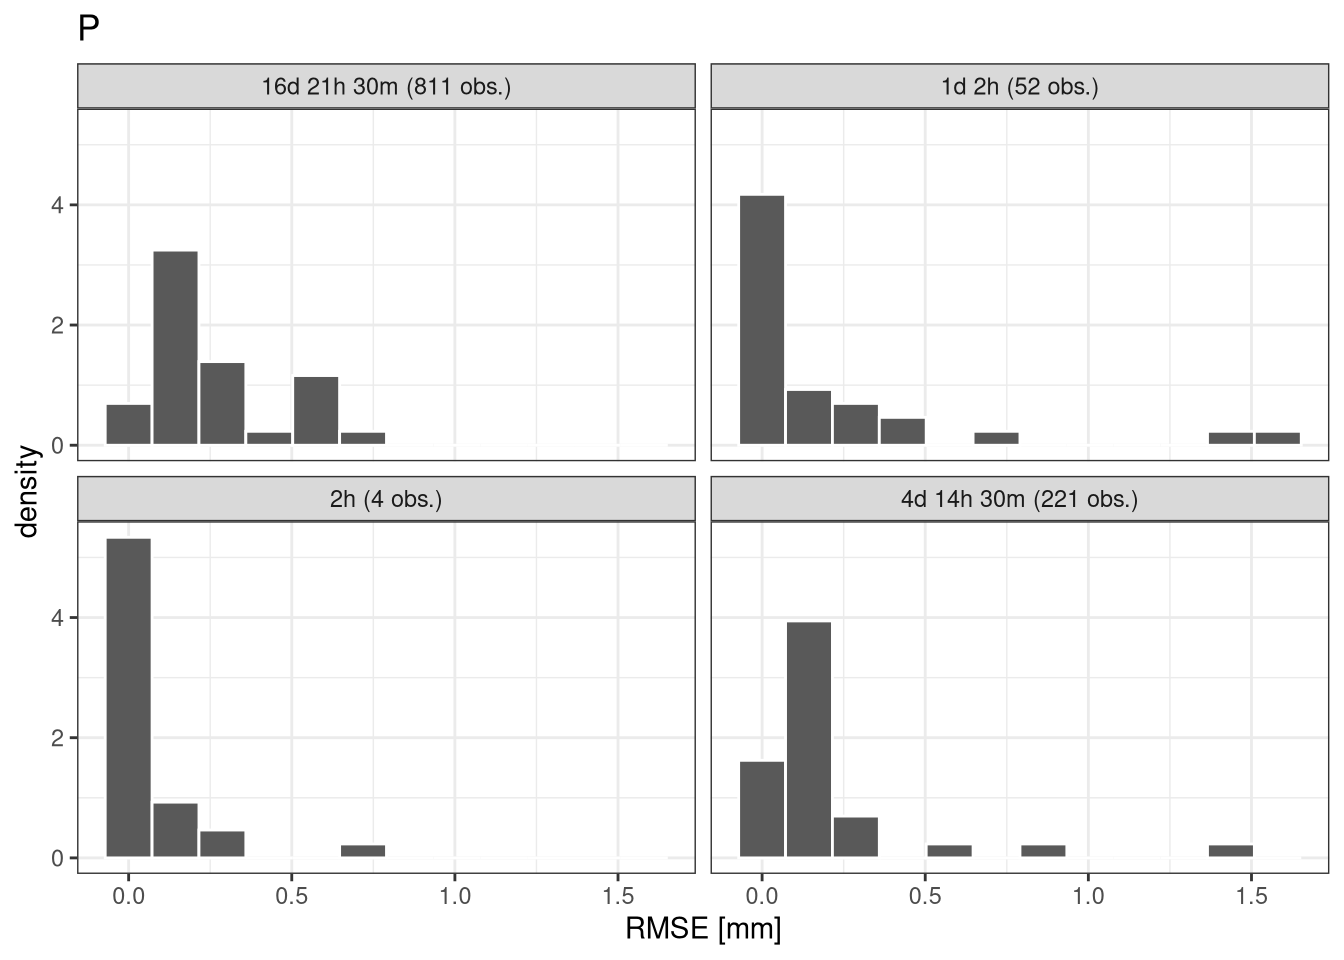 P
16d 21h 30m (811 obs.)
1d 2h (52 obs.)
4
2
0
2h (4 obs.)
4d 14h 30m (221 obs.)
4
2
0
density
0.0 0.5 1.0 1.5
0.0 0.5 1.0 1.5
RMSE [mm]